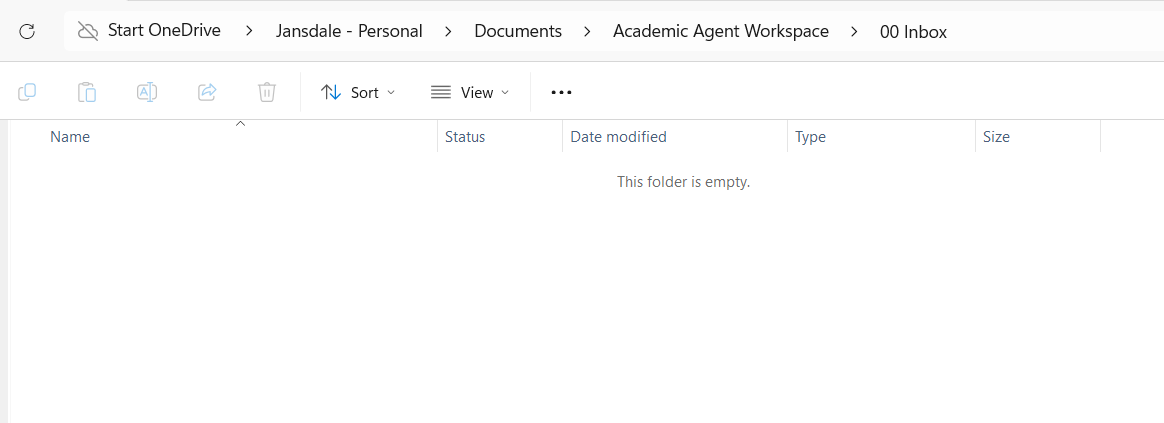 Start OneDrive > Jansdale - Personal > Documents > Academic Agent Workspace > 00 Inbox
Sort View
Name Status Date modified Type Size
This folder is empty.